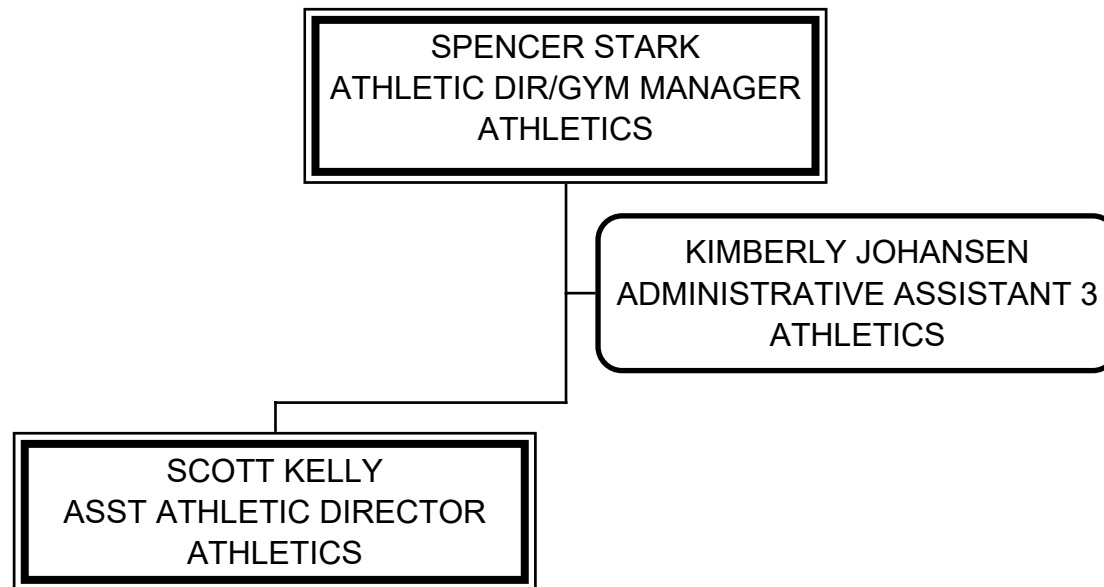 SPENCER STARK
ATHLETIC DIR/GYM MANAGER
ATHLETICS
KIMBERLY JOHANSEN
ADMINISTRATIVE ASSISTANT 3
ATHLETICS
SCOTT KELLY
ASST ATHLETIC DIRECTOR
ATHLETICS